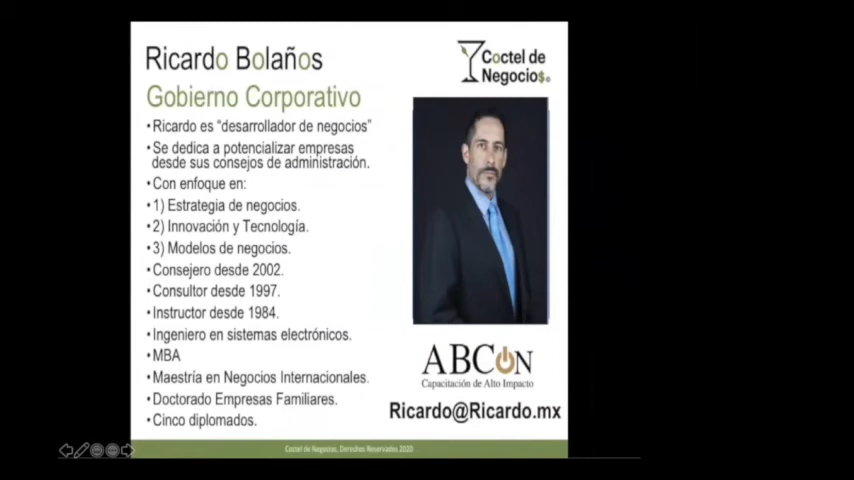 Ricardo Bolaños
Gobierno Corporativo
Coctel de
Negocio$®
•Ricardo es “desarrollador de negocios”
•Se dedica a potencializar empresas
desde sus consejos de administración.
•Con enfoque en:
•1) Estrategia de negocios.
•2) Innovación y Tecnología.
•3) Modelos de negocios.
•Consejero desde 2002.
•Consultor desde 1997.
•Instructor desde 1984.
•Ingeniero en sistemas electrónicos.
•MBA
•Maestría en Negocios Internacionales.
•Doctorado Empresas Familiares.
•Cinco diplomados.
ABCON
Capacitación de Alto Impacto
Ricardo@Ricardo.mx
Coctel de Negocios, Derechos Reservados 2020